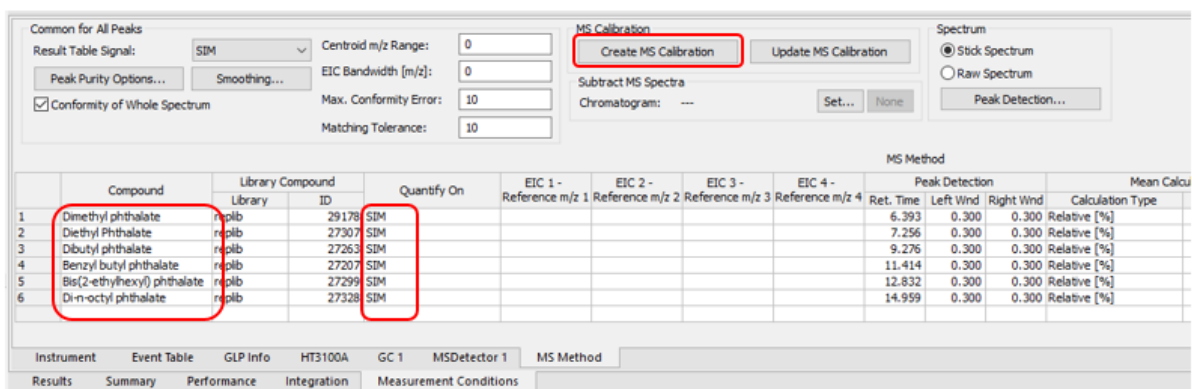 Common for All Peaks
Result Table Signal: SIM
Centroid m/z Range: 0
Peak Purity Options... Smoothing...
EIC Bandwidth [m/z]: 0
Conformity of Whole Spectrum
Max. Conformity Error: 10
Matching Tolerance: 10
MS Calibration
Create MS Calibration Update MS Calibration
Subtract MS Spectra
Chromatogram: --- Set... None
Spectrum
Stick Spectrum
Raw Spectrum
Peak Detection...
MS Method
Compound Library Compound Quantify On EIC 1 - EIC 2 - EIC 3 - EIC 4 - Peak Detection Mean Calcu
Library ID Reference m/z 1 Reference m/z 2 Reference m/z 3 Reference m/z 4 Ret. Time Left Wnd Right Wnd Calculation Type
1 Dimethyl phthalate replib 29178 SIM 6.393 0.300 0.300 Relative [%]
2 Diethyl Phthalate replib 27307 SIM 7.256 0.300 0.300 Relative [%]
3 Dibutyl phthalate replib 27263 SIM 9.276 0.300 0.300 Relative [%]
4 Benzyl butyl phthalate replib 27207 SIM 11.414 0.300 0.300 Relative [%]
5 Bis(2-ethylhexyl) phthalate replib 27299 SIM 12.832 0.300 0.300 Relative [%]
6 Di-n-octyl phthalate replib 27328 SIM 14.959 0.300 0.300 Relative [%]
Instrument Event Table GLP Info HT3100A GC 1 MSDetector 1 MS Method
Results Summary Performance Integration Measurement Conditions